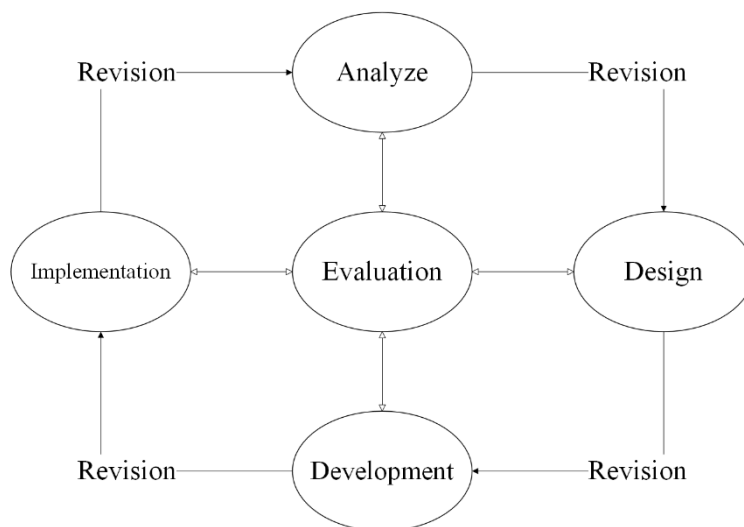 Revision
Analyze
Revision
Implementation
Evaluation
Design
Revision
Development
Revision